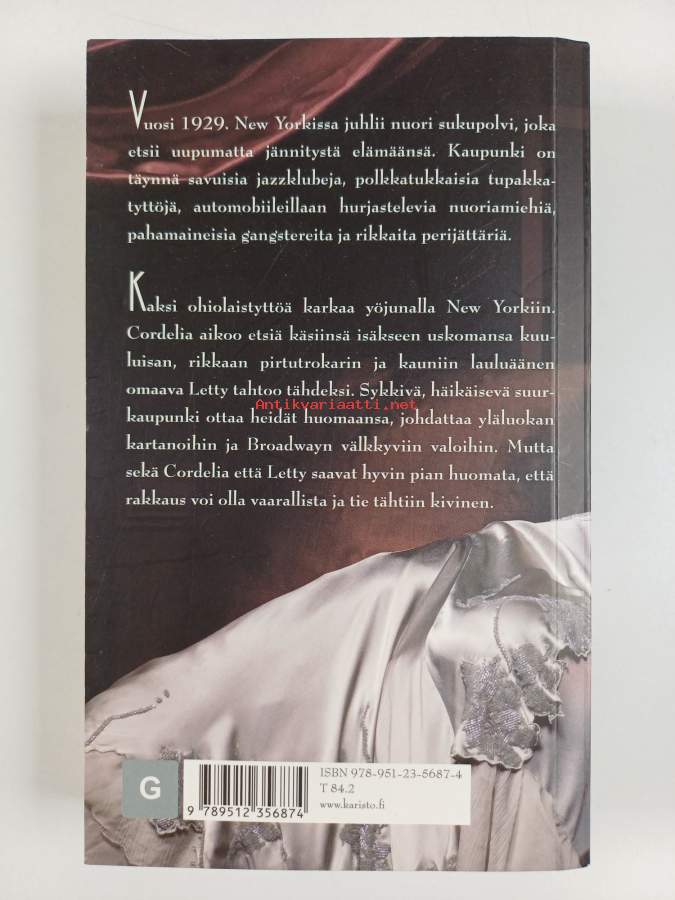 Vuosi 1929. New Yorkissa juhlii nuori sukupolvi, joka
etsii uupumatta jännitystä elämäänsä. Kaupunki on
täynnä savuisia jazzklubeja, polkkatukkaisia tupakka-
tyttöjä, automobiileillaan hurjastelevia nuoriamiehiä,
pahamaineisia gangstereita ja rikkaita perijättäriä.
Kaksi ohiolaistyttöä karkaa yöjunalla New Yorkiin.
Cordelia aikoo etsiä käsiinsä isäkseen uskomansa kuu-
luisan, rikkaan pirtutrokarin ja kauniin lauluäänen
omaava Letty tahtoo tähdeksi. Sykkivä, häikäisevä suur-
Antikvariaatti.net
kaupunki ottaa heidät huomaansa, johdattaa yläluokan
kartanoihin ja Broadwayn välkkyviin valoihin. Mutta
sekä Cordelia että Letty saavat hyvin pian huomata, että
rakkaus voi olla vaarallista ja tie tähtiin kivinen.
G
ISBN 978-951-23-5687-4
T 84.2
www.karisto.fi
9 789512 356874